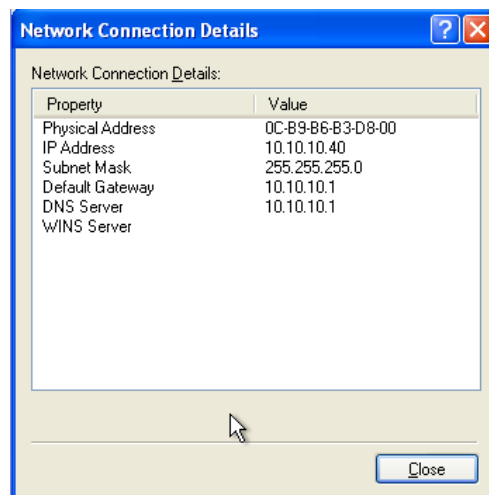 Network Connection Details
Network Connection Details:
Property Value
Physical Address 0C-B9-B6-B3-D8-00
IP Address 10.10.10.40
Subnet Mask 255.255.255.0
Default Gateway 10.10.10.1
DNS Server 10.10.10.1
WINS Server
Close